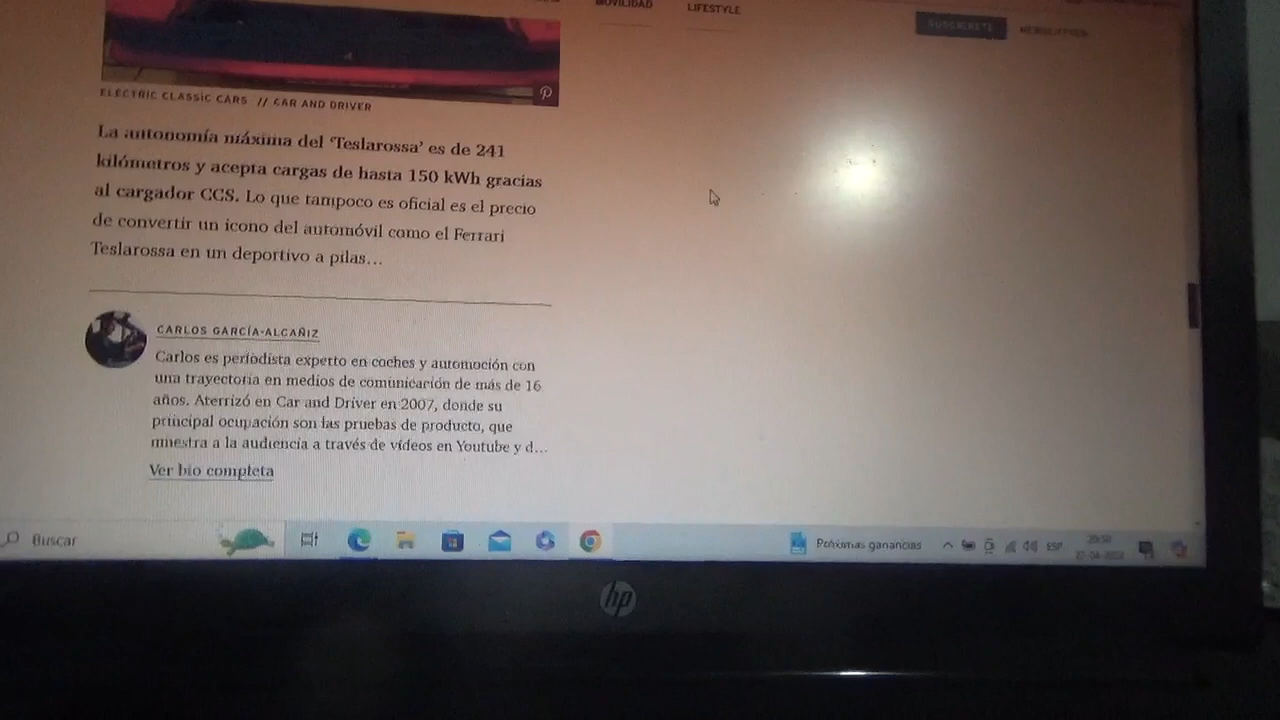 MOVILIDAD
LIFESTYLE
SUSCRÍBETE
NEWSLETTER
ELECTRIC CLASSIC CARS // CAR AND DRIVER
La autonomía máxima del ‘Teslarossa’ es de 241
kilómetros y acepta cargas de hasta 150 kWh gracias
al cargador CCS. Lo que tampoco es oficial es el precio
de convertir un icono del automóvil como el Ferrari
Teslarossa en un deportivo a pilas...
CARLOS GARCÍA-ALCAÑIZ
Carlos es periodista experto en coches y automoción con
una trayectoria en medios de comunicación de más de 16
años. Aterrizó en Car and Driver en 2007, donde su
principal ocupación son las pruebas de producto, que
muestra a la audiencia a través de vídeos en Youtube y d...
Ver bio completa
Buscar
Próximas ganancias
ESP
hp